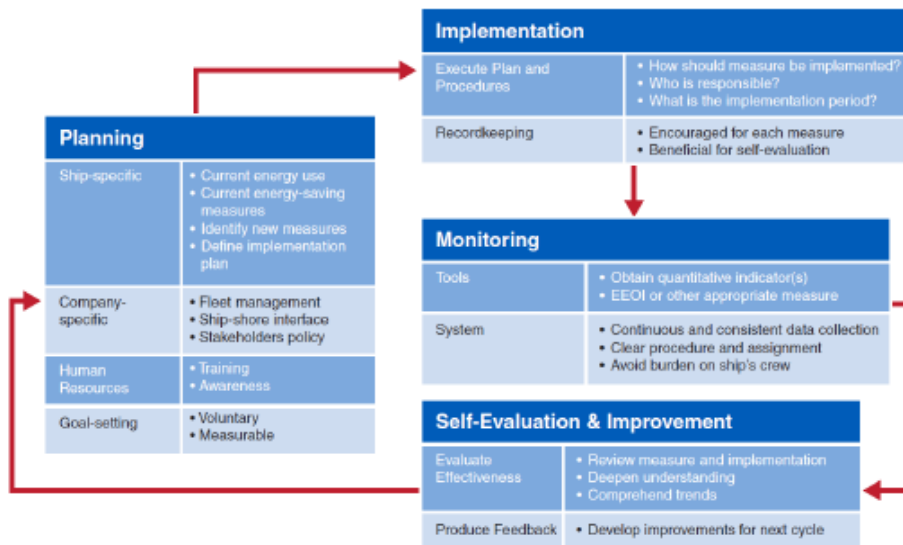 Implementation
Execute Plan and
Procedures
• How should measure be implemented?
• Who is responsible?
• What is the implementation period?
Recordkeeping
• Encouraged for each measure
• Beneficial for self-evaluation
Planning
Ship-specific
• Current energy use
• Current energy-saving
measures
• Identify new measures
• Define implementation
plan
Company-
specific
• Fleet management
• Ship-shore interface
• Stakeholders policy
Human
Resources
• Training
• Awareness
Goal-setting
• Voluntary
• Measurable
Monitoring
Tools
• Obtain quantitative indicator(s)
• EEOI or other appropriate measure
System
• Continuous and consistent data collection
• Clear procedure and assignment
• Avoid burden on ship's crew
Self-Evaluation & Improvement
Evaluate
Effectiveness
• Review measure and implementation
• Deepen understanding
• Comprehend trends
Produce Feedback
• Develop improvements for next cycle